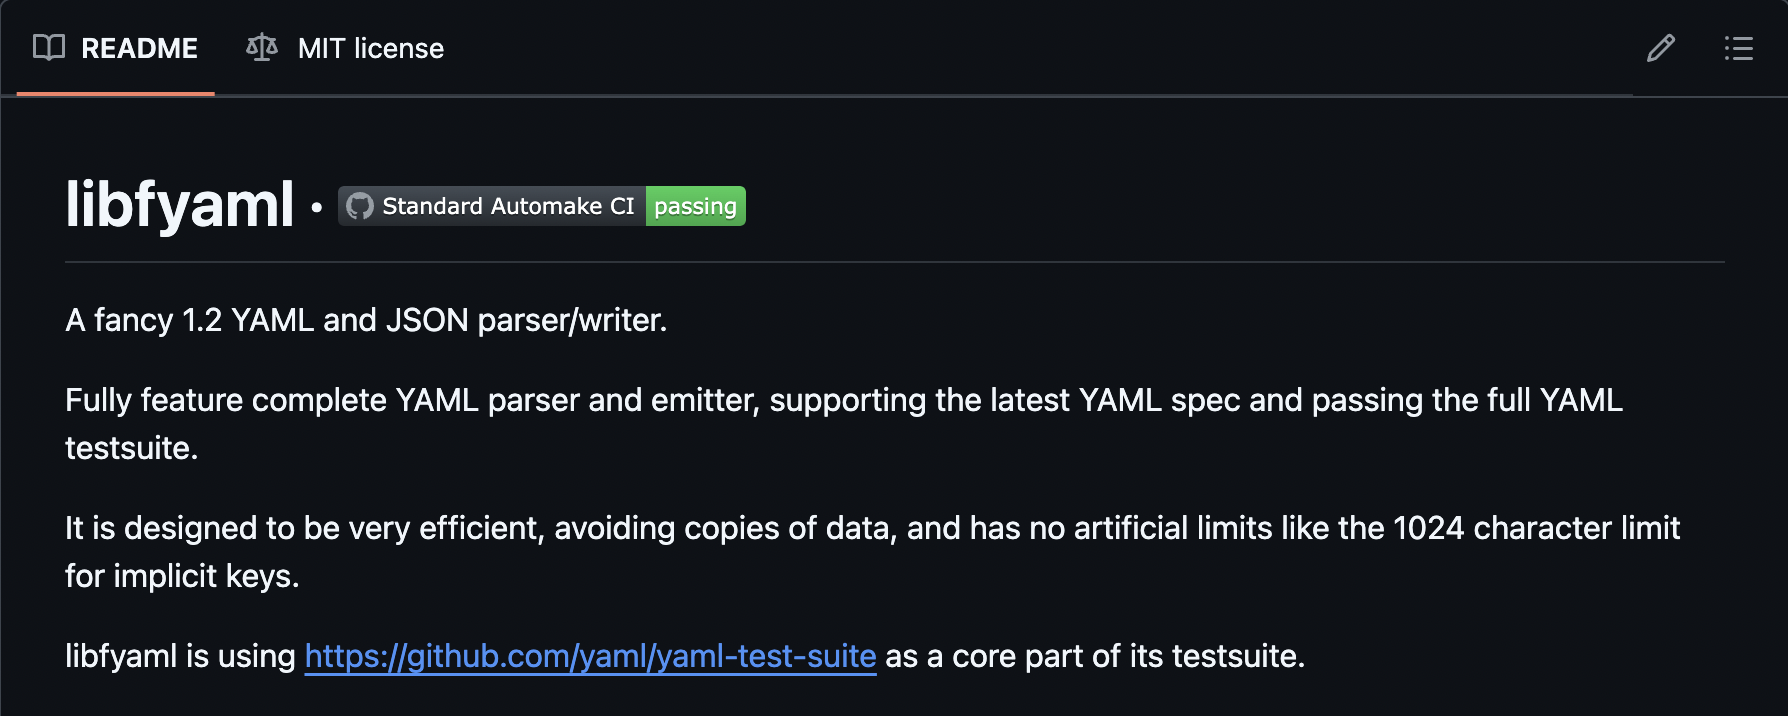 README MIT license
libfyaml • Standard Automake CI passing
A fancy 1.2 YAML and JSON parser/writer.
Fully feature complete YAML parser and emitter, supporting the latest YAML spec and passing the full YAML
testsuite.
It is designed to be very efficient, avoiding copies of data, and has no artificial limits like the 1024 character limit
for implicit keys.
libfyaml is using https://github.com/yaml/yaml-test-suite as a core part of its testsuite.